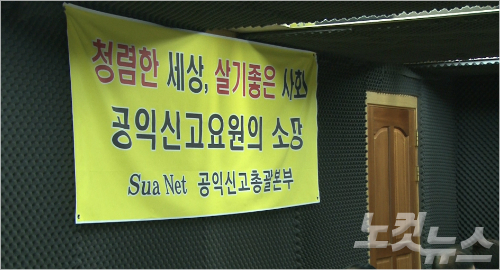 청렴한 세상, 살기좋은 사회
공익신고요원의 소망
Sua Net 공익신고총괄본부
노컷뉴스